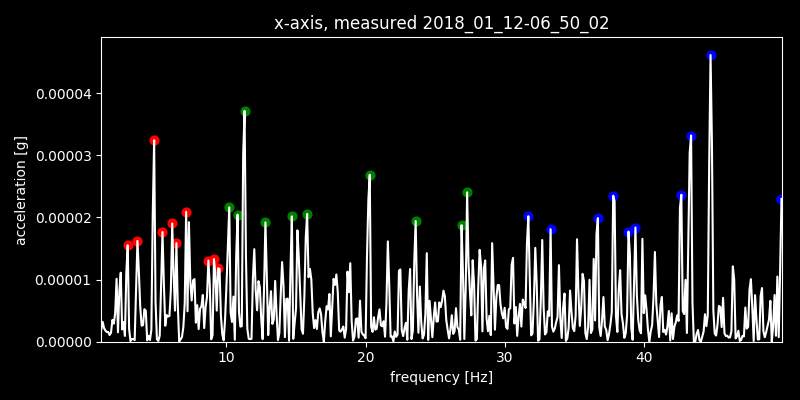 x-axis, measured 2018_01_12-06_50_02
acceleration [g]
0.00004
0.00003
0.00002
0.00001
0.00000
10 20 30 40
frequency [Hz]